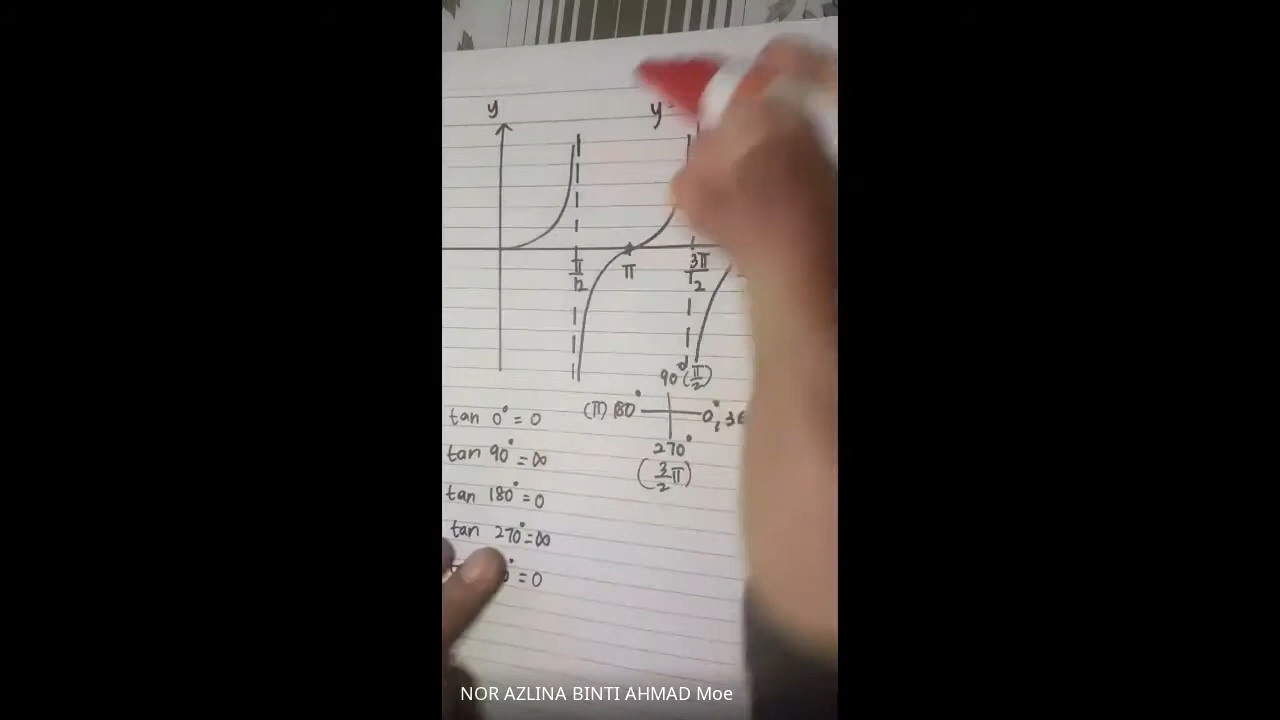 y
y
π/2
π
3π/2
90° (π/2)
(π) 180°
0°, 36
270°
(3/2 π)
tan 0° = 0
tan 90° = ∞
tan 180° = 0
tan 270° = ∞
° = 0
NOR AZLINA BINTI AHMAD Moe